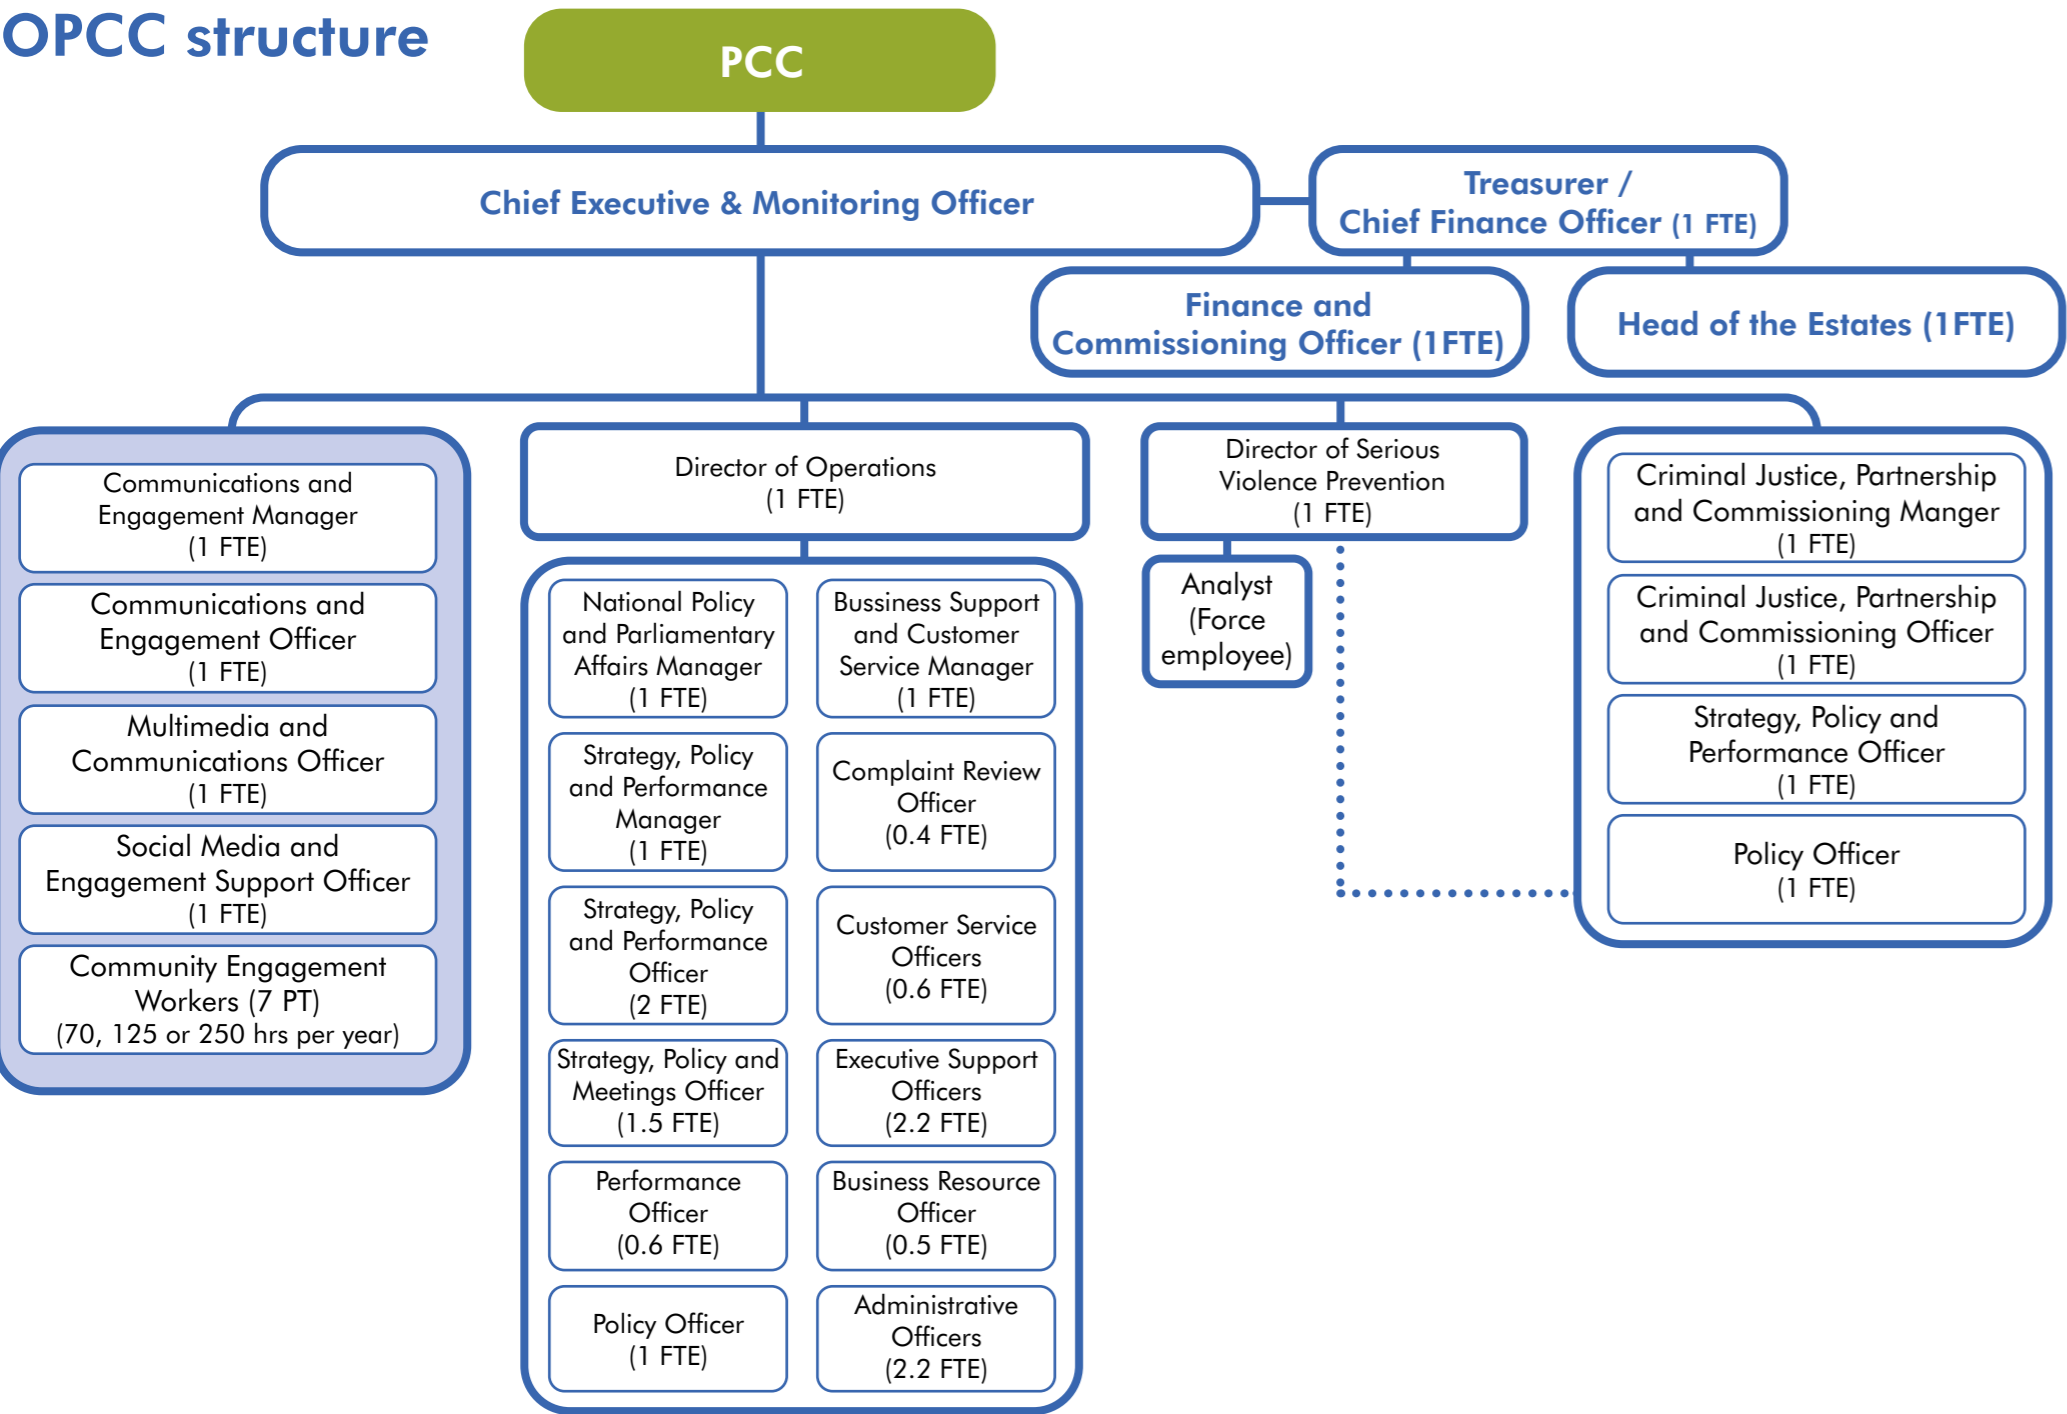 OPCC structure
PCC
Chief Executive & Monitoring Officer
Treasurer /
Chief Finance Officer (1 FTE)
Finance and
Commissioning Officer (1FTE)
Head of the Estates (1FTE)
Communications and
Engagement Manager
(1 FTE)
Communications and
Engagement Officer
(1 FTE)
Multimedia and
Communications Officer
(1 FTE)
Social Media and
Engagement Support Officer
(1 FTE)
Community Engagement
Workers (7 PT)
(70, 125 or 250 hrs per year)
Director of Operations
(1 FTE)
National Policy
and Parliamentary
Affairs Manager
(1 FTE)
Strategy, Policy
and Performance
Manager
(1 FTE)
Strategy, Policy
and Performance
Officer
(2 FTE)
Strategy, Policy and
Meetings Officer
(1.5 FTE)
Performance
Officer
(0.6 FTE)
Policy Officer
(1 FTE)
Bussiness Support
and Customer
Service Manager
(1 FTE)
Complaint Review
Officer
(0.4 FTE)
Customer Service
Officers
(0.6 FTE)
Executive Support
Officers
(2.2 FTE)
Business Resource
Officer
(0.5 FTE)
Administrative
Officers
(2.2 FTE)
Director of Serious
Violence Prevention
(1 FTE)
Analyst
(Force
employee)
Criminal Justice, Partnership
and Commissioning Manger
(1 FTE)
Criminal Justice, Partnership
and Commissioning Officer
(1 FTE)
Strategy, Policy and
Performance Officer
(1 FTE)
Policy Officer
(1 FTE)